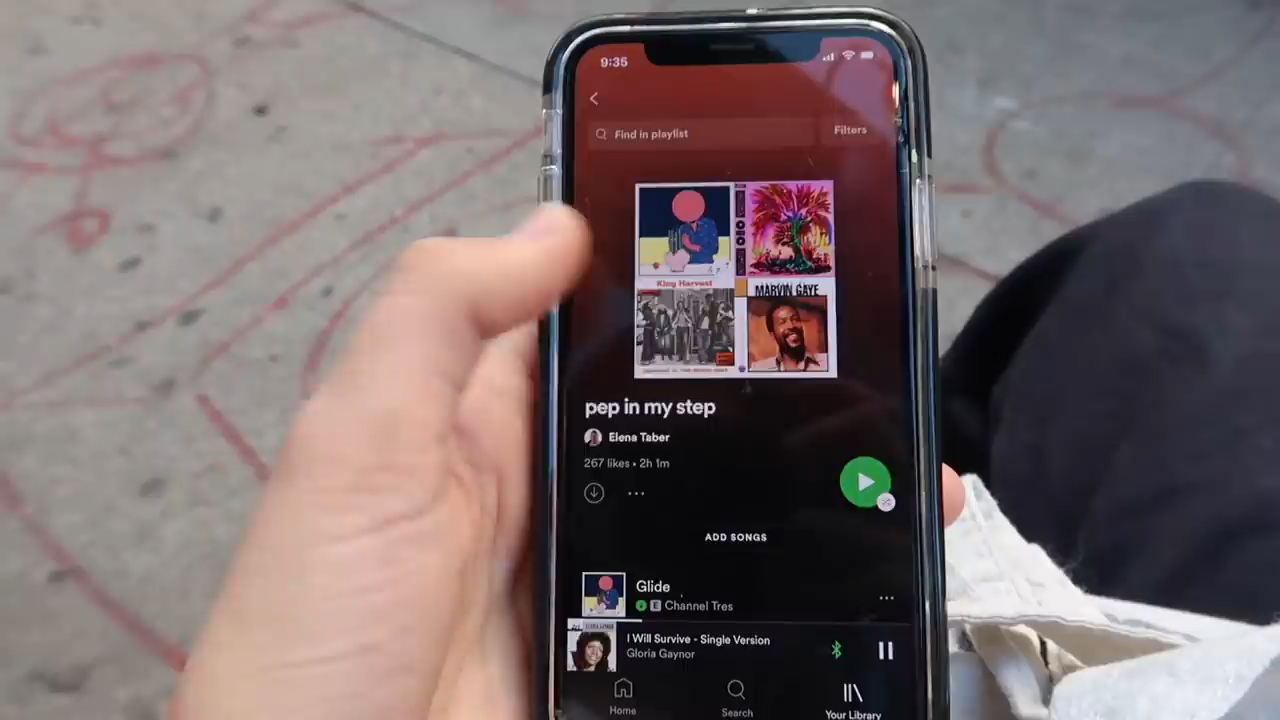 9:35
Find in playlist
Filters
King Harvest
MARVIN GAYE
pep in my step
Elena Taber
267 likes • 2h 1m
ADD SONGS
Glide
E Channel Tres
I Will Survive - Single Version
Gloria Gaynor
Home
Search
Your Library